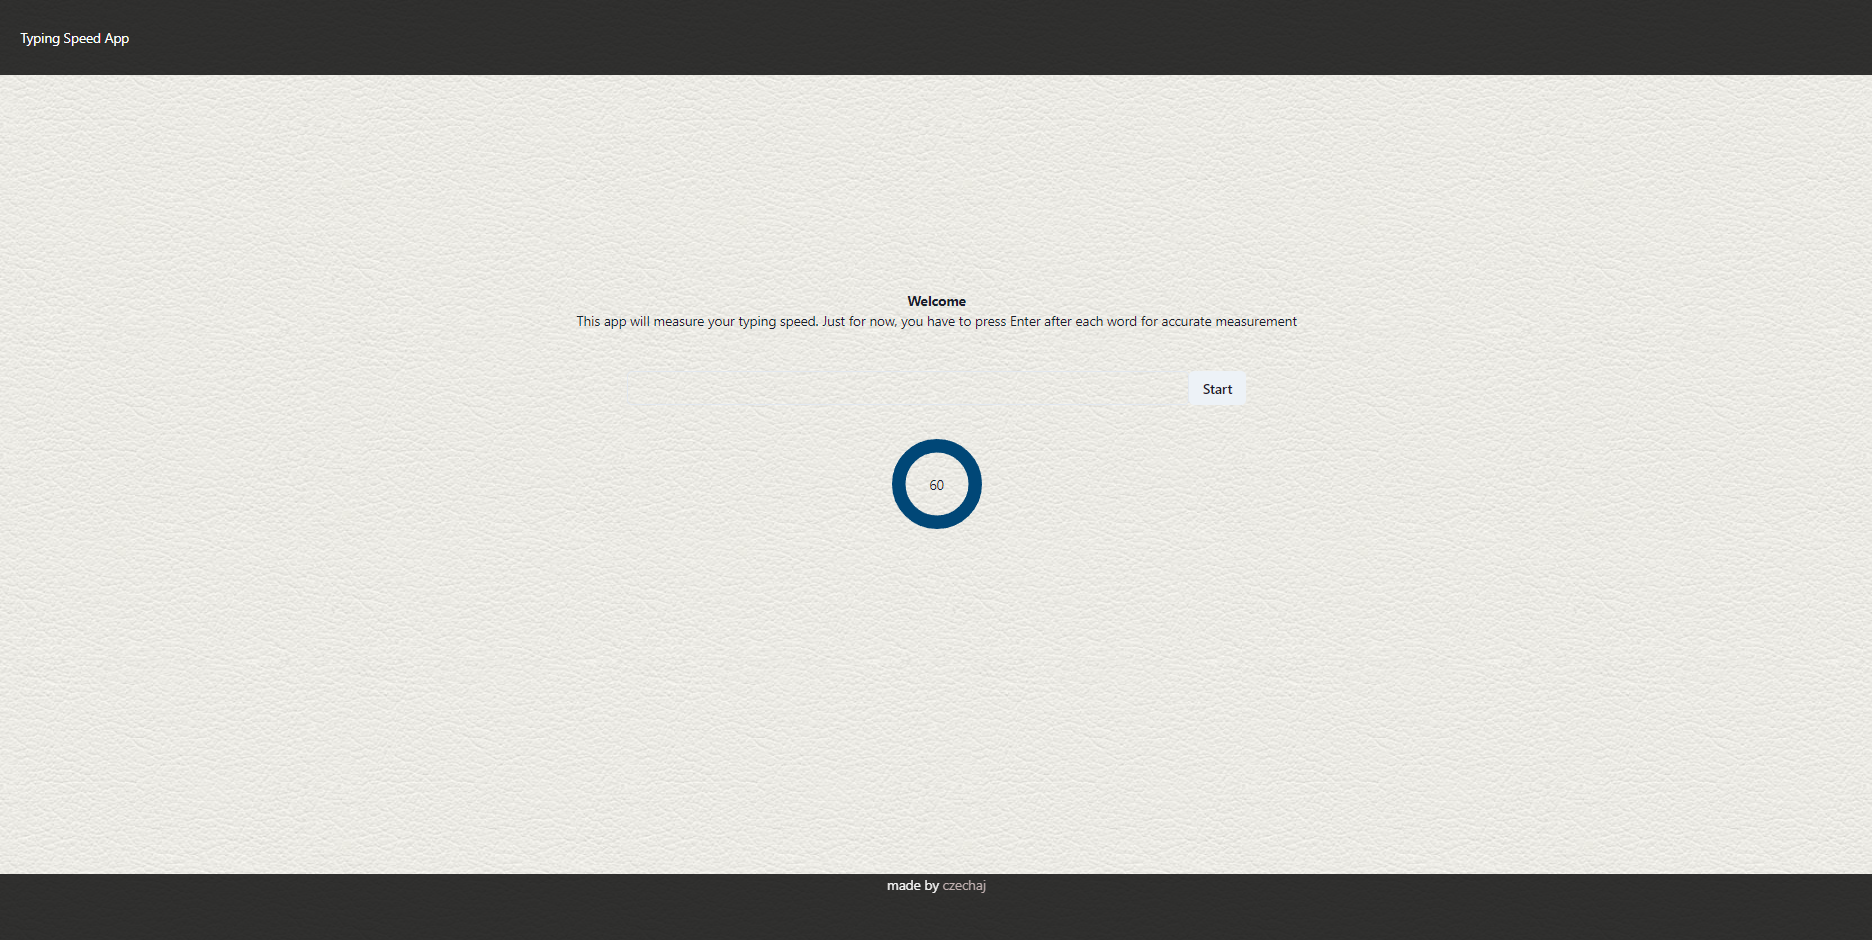 Typing Speed App
Welcome
This app will measure your typing speed. Just for now, you have to press Enter after each word for accurate measurement
Start
60
made by czechaj